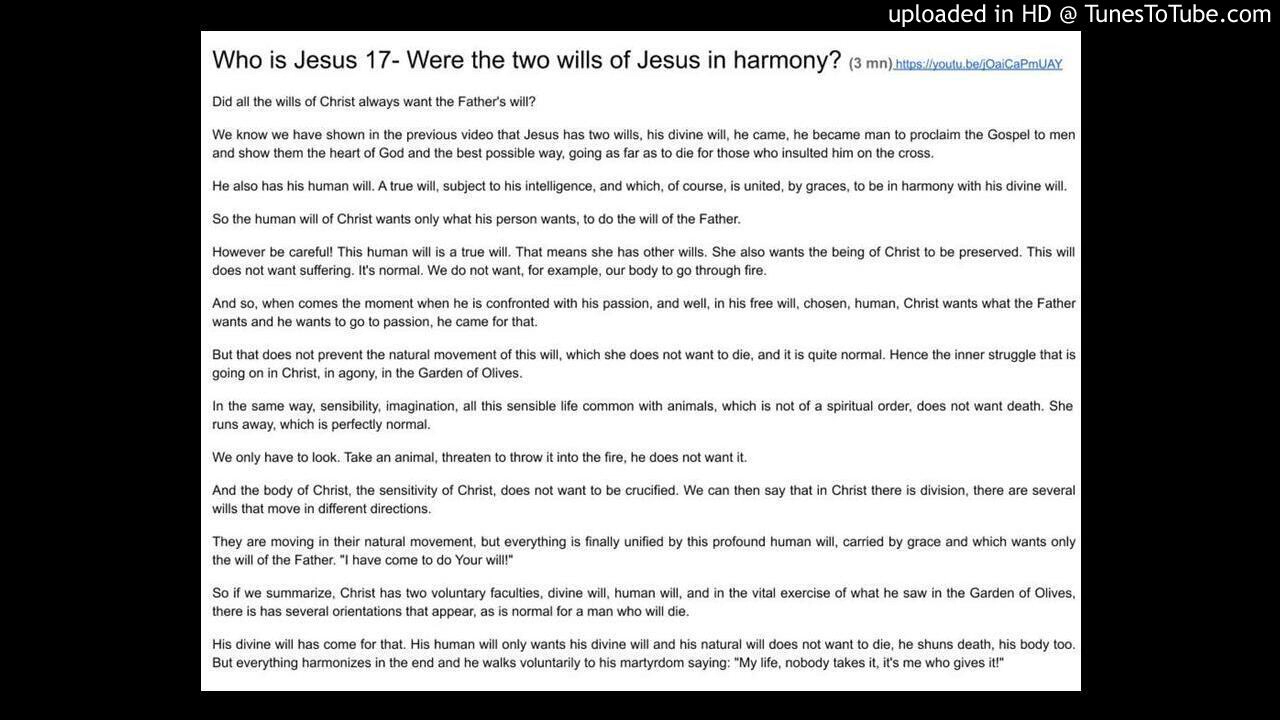 uploaded in HD @ TunesToTube.com
Who is Jesus 17- Were the two wills of Jesus in harmony? (3 mn) https://youtu.be/jOaiCaPmUAY
Did all the wills of Christ always want the Father's will?
We know we have shown in the previous video that Jesus has two wills, his divine will, he came, he became man to proclaim the Gospel to men
and show them the heart of God and the best possible way, going as far as to die for those who insulted him on the cross.
He also has his human will. A true will, subject to his intelligence, and which, of course, is united, by graces, to be in harmony with his divine will.
So the human will of Christ wants only what his person wants, to do the will of the Father.
However be careful! This human will is a true will. That means she has other wills. She also wants the being of Christ to be preserved. This will
does not want suffering. It's normal. We do not want, for example, our body to go through fire.
And so, when comes the moment when he is confronted with his passion, and well, in his free will, chosen, human, Christ wants what the Father
wants and he wants to go to passion, he came for that.
But that does not prevent the natural movement of this will, which she does not want to die, and it is quite normal. Hence the inner struggle that is
going on in Christ, in agony, in the Garden of Olives.
In the same way, sensibility, imagination, all this sensible life common with animals, which is not of a spiritual order, does not want death. She
runs away, which is perfectly normal.
We only have to look. Take an animal, threaten to throw it into the fire, he does not want it.
And the body of Christ, the sensitivity of Christ, does not want to be crucified. We can then say that in Christ there is division, there are several
wills that move in different directions.
They are moving in their natural movement, but everything is finally unified by this profound human will, carried by grace and which wants only
the will of the Father. "I have come to do Your will!"
So if we summarize, Christ has two voluntary faculties, divine will, human will, and in the vital exercise of what he saw in the Garden of Olives,
there is has several orientations that appear, as is normal for a man who will die.
His divine will has come for that. His human will only wants his divine will and his natural will does not want to die, he shuns death, his body too.
But everything harmonizes in the end and he walks voluntarily to his martyrdom saying: "My life, nobody takes it, it's me who gives it!"